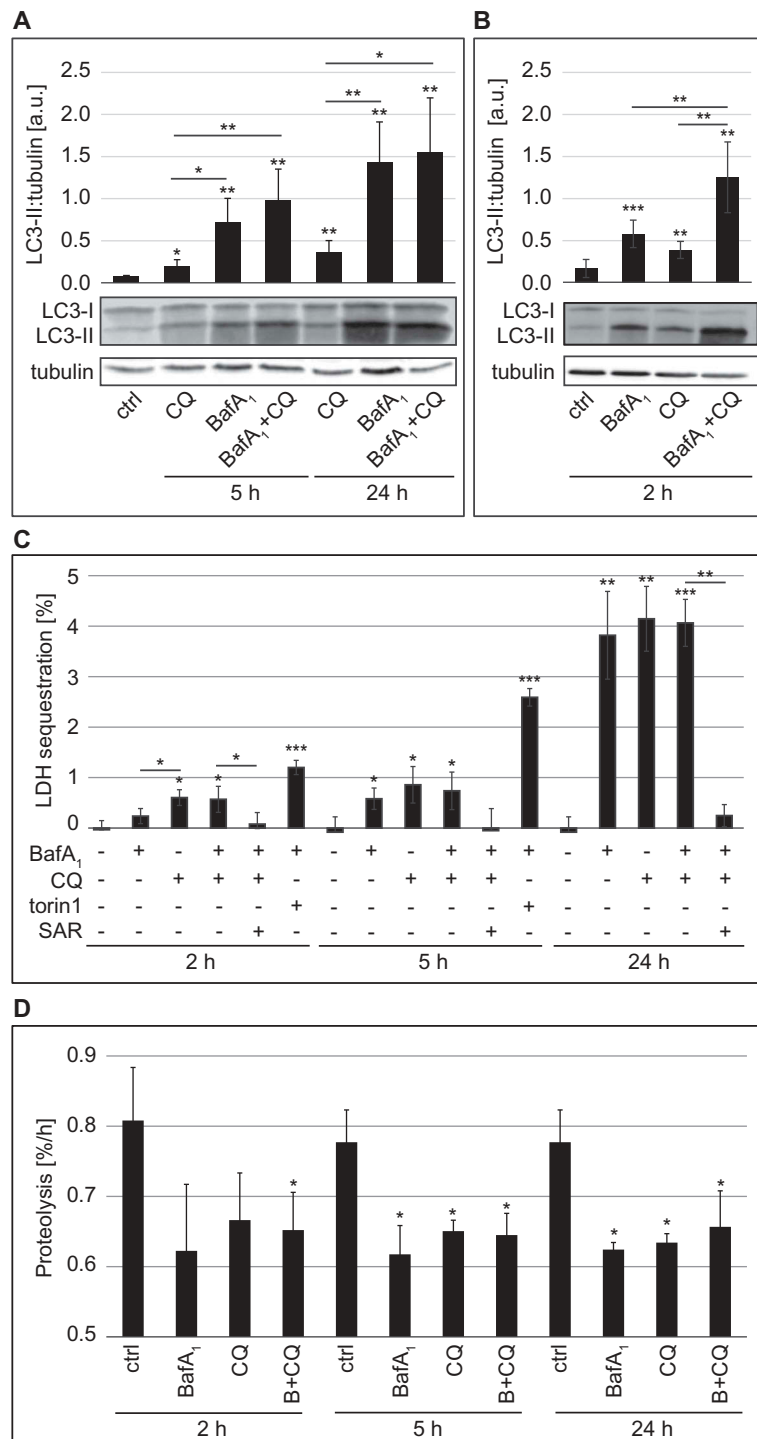 A
LC3-II:tubulin [a.u.]
2.5
2.0
1.5
1.0
0.5
0.0
*
**
*
**
**
*
**
**
*
**
**
**
LC3-I
LC3-II
tubulin
ctrl
CQ
BafA1
BafA1+CQ
CQ
BafA1
BafA1+CQ
5 h
24 h
B
LC3-II:tubulin [a.u.]
2.5
2.0
1.5
1.0
0.5
0.0
**
**
**
***
**
LC3-I
LC3-II
tubulin
ctrl
BafA1
CQ
BafA1+CQ
2 h
C
LDH sequestration [%]
5
4
3
2
1
0
* * * * ***
* * * ***
** ** *** **
BafA1 - + - + + + - + - + + + - + - + +
CQ - - + + + - - - + + + - - - + + +
torin1 - - - - - + - - - - - + - - - - -
SAR - - - - + - - - - - + - - - - - +
2 h
5 h
24 h
D
Proteolysis [%/h]
0.9
0.8
0.7
0.6
0.5
*
* * *
* * *
ctrl
BafA1
CQ
B+CQ
ctrl
BafA1
CQ
B+CQ
ctrl
BafA1
CQ
B+CQ
2 h
5 h
24 h